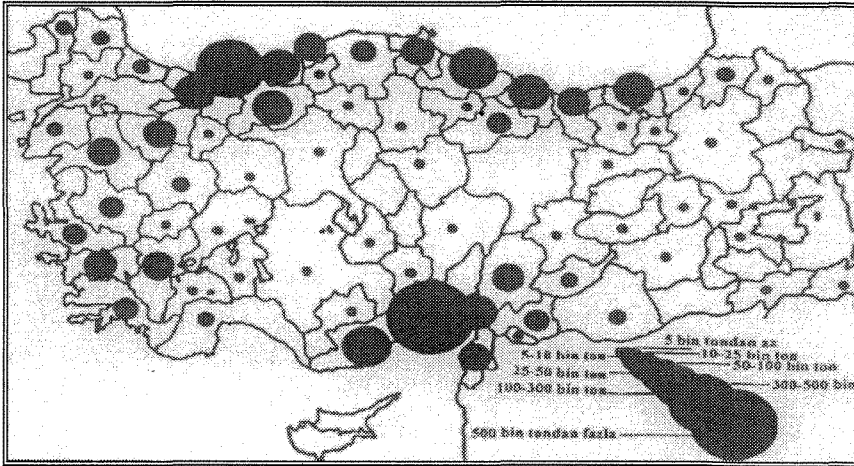 5 bin tondan az
5-10 bin ton
10-25 bin ton
50-100 bin ton
25-50 bin ton
300-500 bin
100-300 bin ton
500 bin tondan fazla